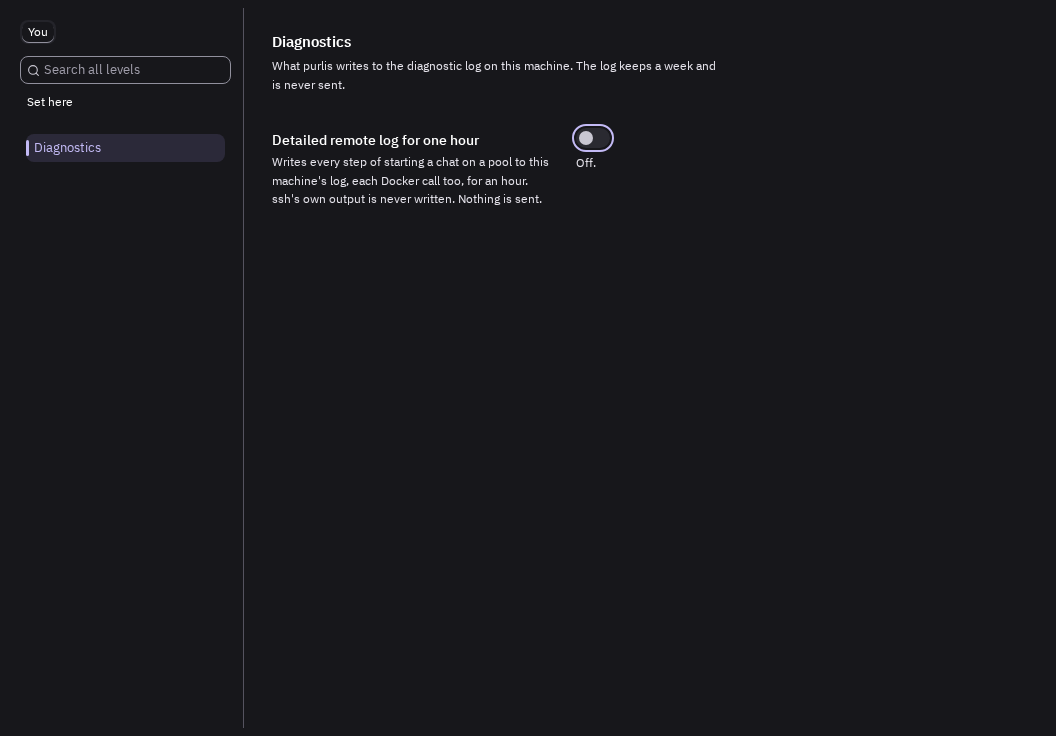 You
Search all levels
Set here
Diagnostics
Diagnostics
What purlis writes to the diagnostic log on this machine. The log keeps a week and
is never sent.
Detailed remote log for one hour
Writes every step of starting a chat on a pool to this
machine's log, each Docker call too, for an hour.
ssh's own output is never written. Nothing is sent.
Off.